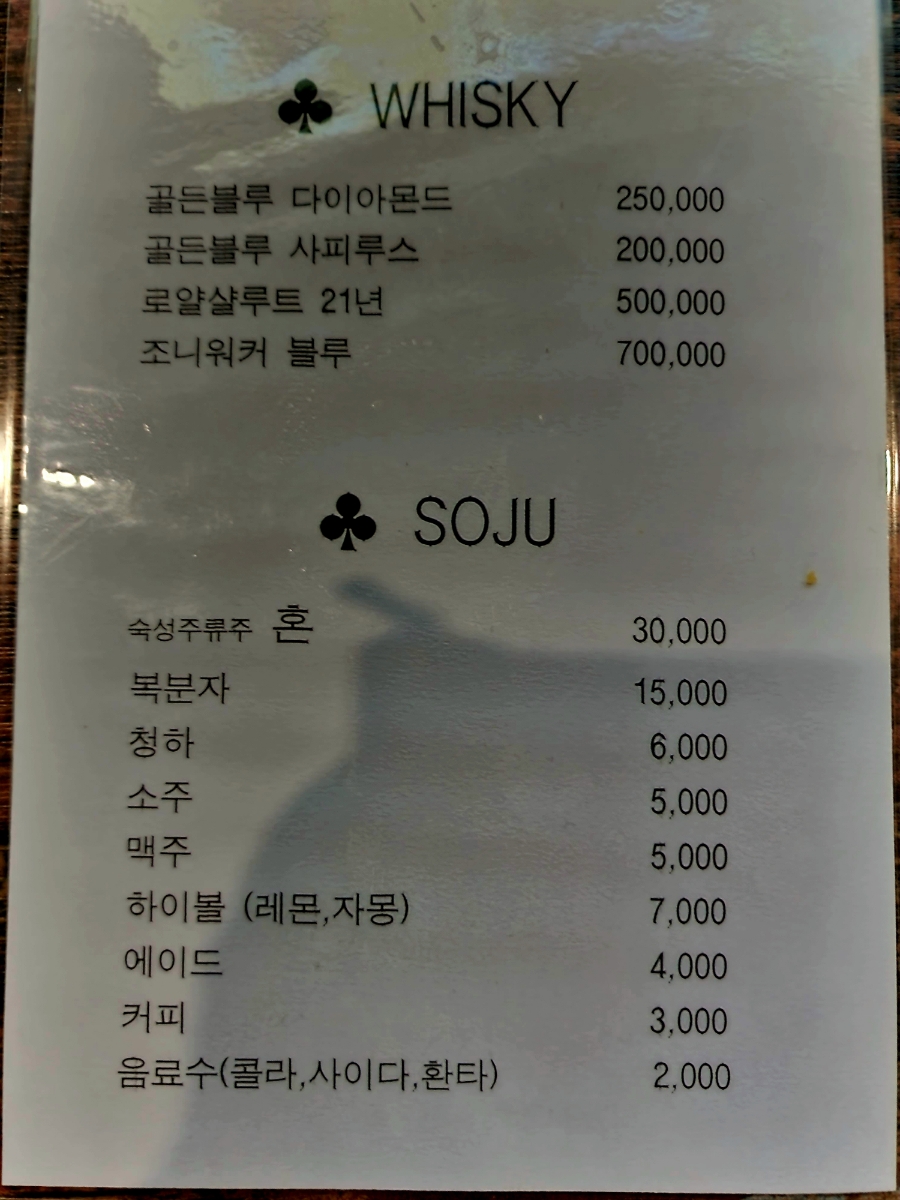 ♣ WHISKY
골든블루 다이아몬드 250,000
골든블루 사피루스 200,000
로얄샬루트 21년 500,000
조니워커 블루 700,000
♣ SOJU
숙성주류주 혼 30,000
복분자 15,000
청하 6,000
소주 5,000
맥주 5,000
하이볼 (레몬,자몽) 7,000
에이드 4,000
커피 3,000
음료수(콜라,사이다,환타) 2,000